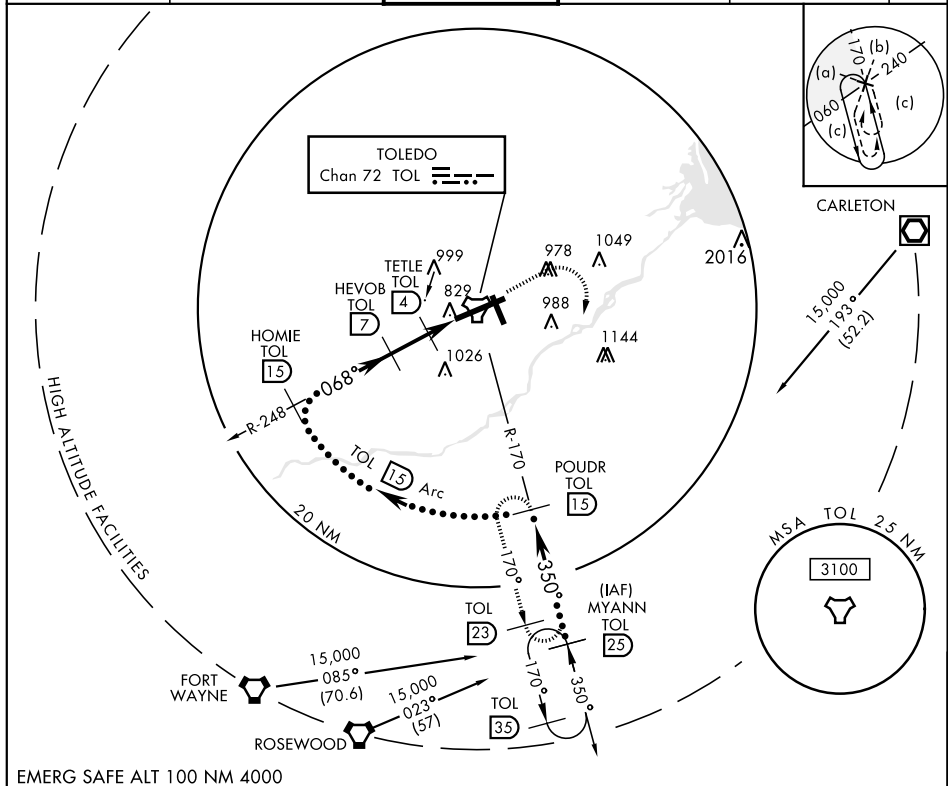 170
(b)
240
(a)
060
(c)
(c)
TOLEDO
Chan 72 TOL
CARLETON
15,000
193°
(52.2)
999
978
1049
2016
TETLE
TOL
4
829
HEVOB
TOL
7
988
1144
1026
HOMIE
TOL
15
068°
R-248
R-170
TOL 15 Arc
POUDR
TOL
15
HIGH ALTITUDE FACILITIES
20 NM
MSA TOL 25 NM
3100
170°
350°
(IAF)
MYANN
TOL
25
TOL
23
FORT
WAYNE
15,000
085°
(70.6)
15,000
023°
(57)
ROSEWOOD
170°
350°
TOL
35
EMERG SAFE ALT 100 NM 4000